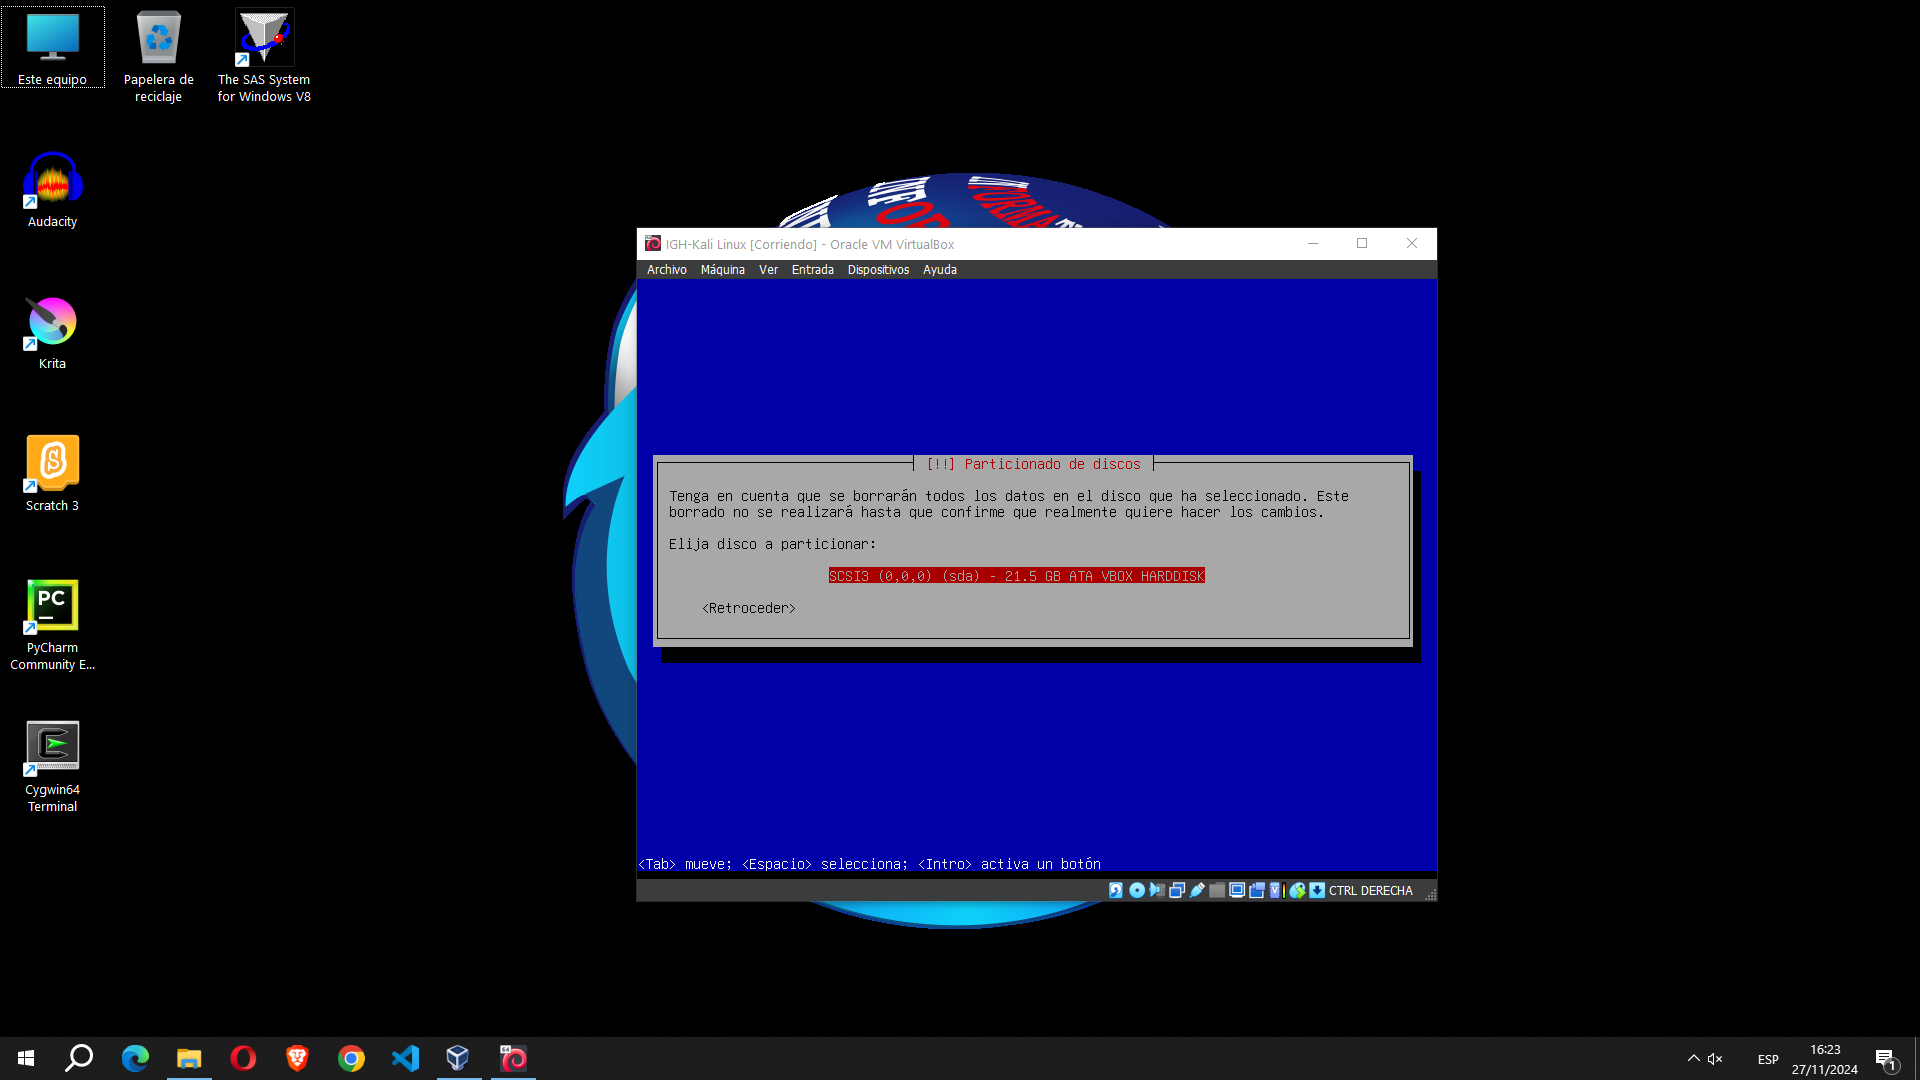 Este equipo
Papelera de
reciclaje
The SAS System
for Windows V8
Audacity
Krita
Scratch 3
PC
PyCharm
Community E...
Cygwin64
Terminal
IGH-Kali Linux [Corriendo] - Oracle VM VirtualBox
Archivo Máquina Ver Entrada Dispositivos Ayuda
[!!] Particionado de discos
Tenga en cuenta que se borrarán todos los datos en el disco que ha seleccionado. Este
borrado no se realizará hasta que confirme que realmente quiere hacer los cambios.
Elija disco a particionar:
SCSI3 (0,0,0) (sda) - 21.5 GB ATA VBOX HARDDISK
<Retroceder>
<Tab> mueve; <Espacio> selecciona; <Intro> activa un botón
CTRL DERECHA
ESP
16:23
27/11/2024
1